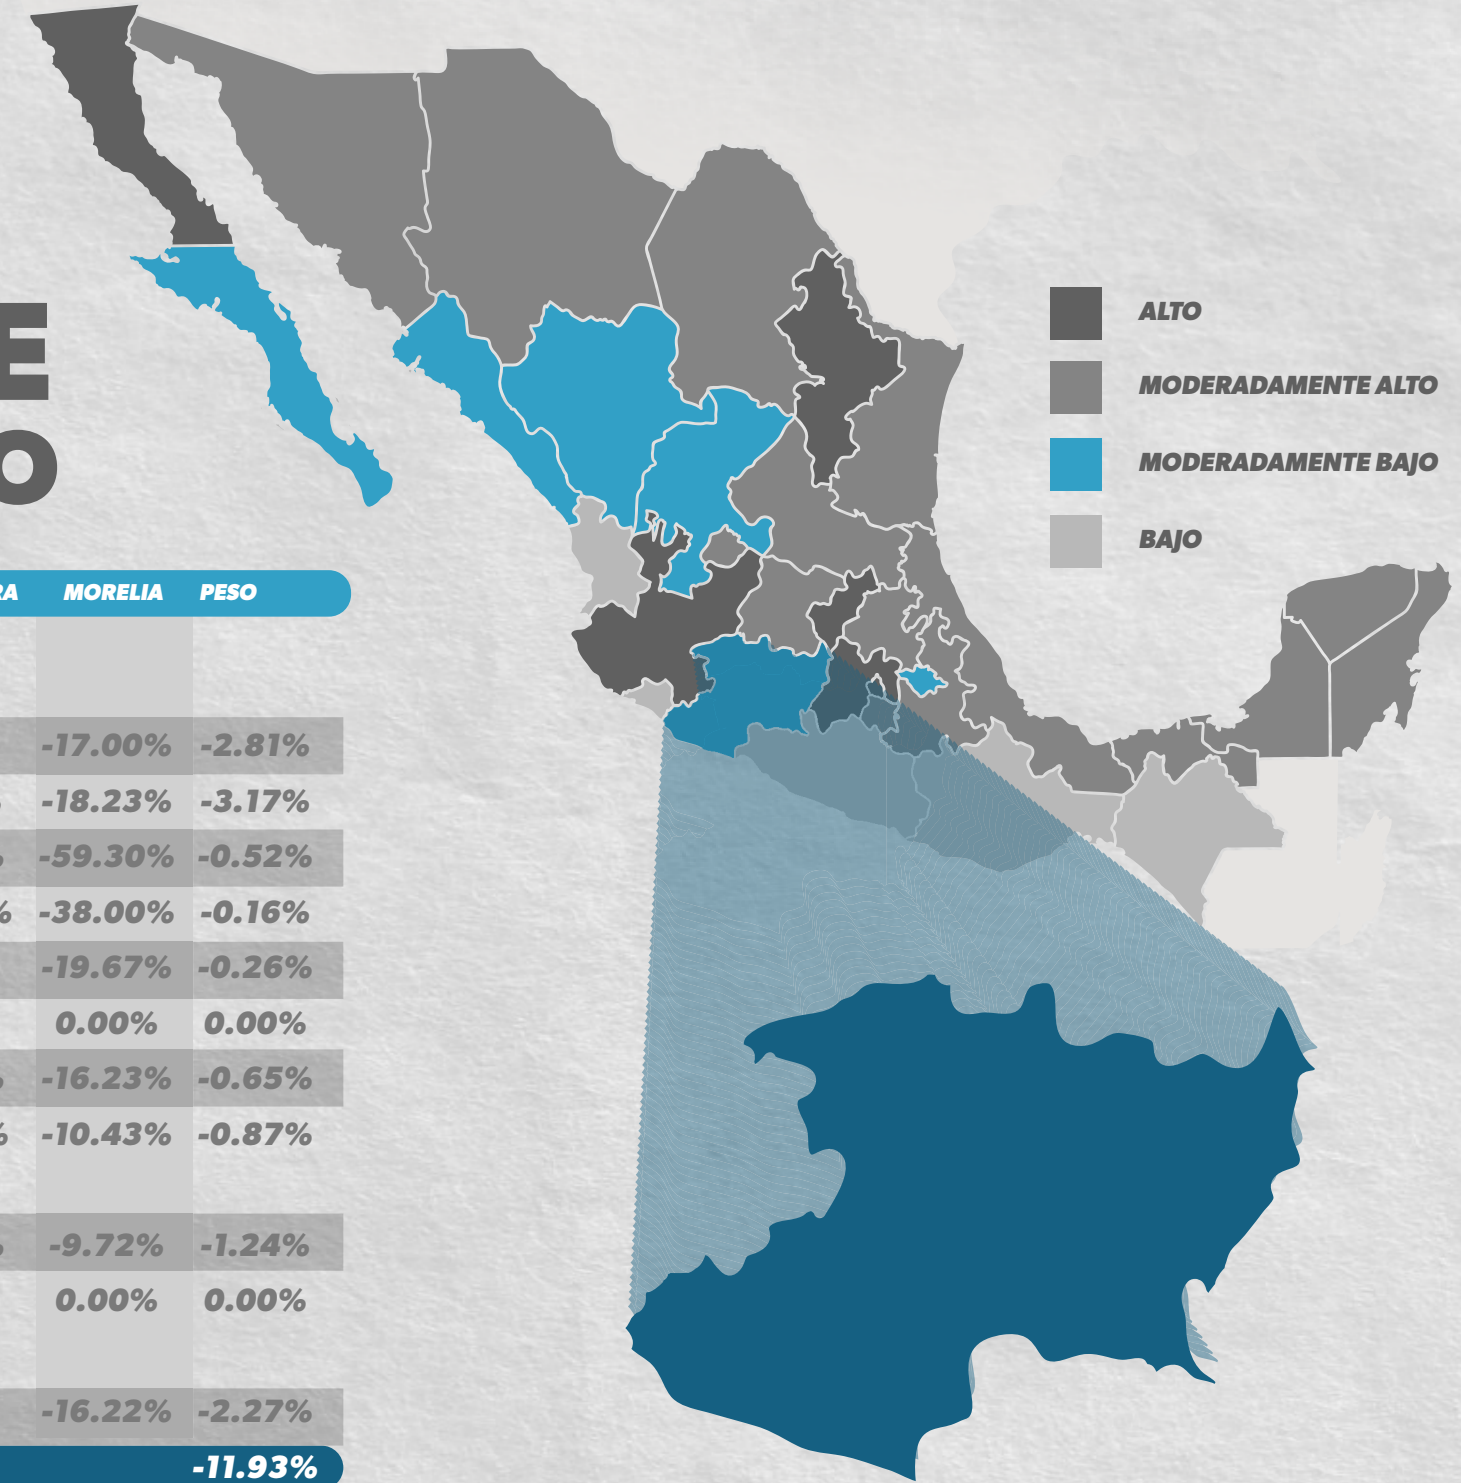 E
O
ALTO
MODERADAMENTE ALTO
MODERADAMENTE BAJO
BAJO
RA MORELIA PESO
-17.00% -2.81%
% -18.23% -3.17%
% -59.30% -0.52%
% -38.00% -0.16%
-19.67% -0.26%
0.00% 0.00%
% -16.23% -0.65%
% -10.43% -0.87%
% -9.72% -1.24%
0.00% 0.00%
-16.22% -2.27%
-11.93%